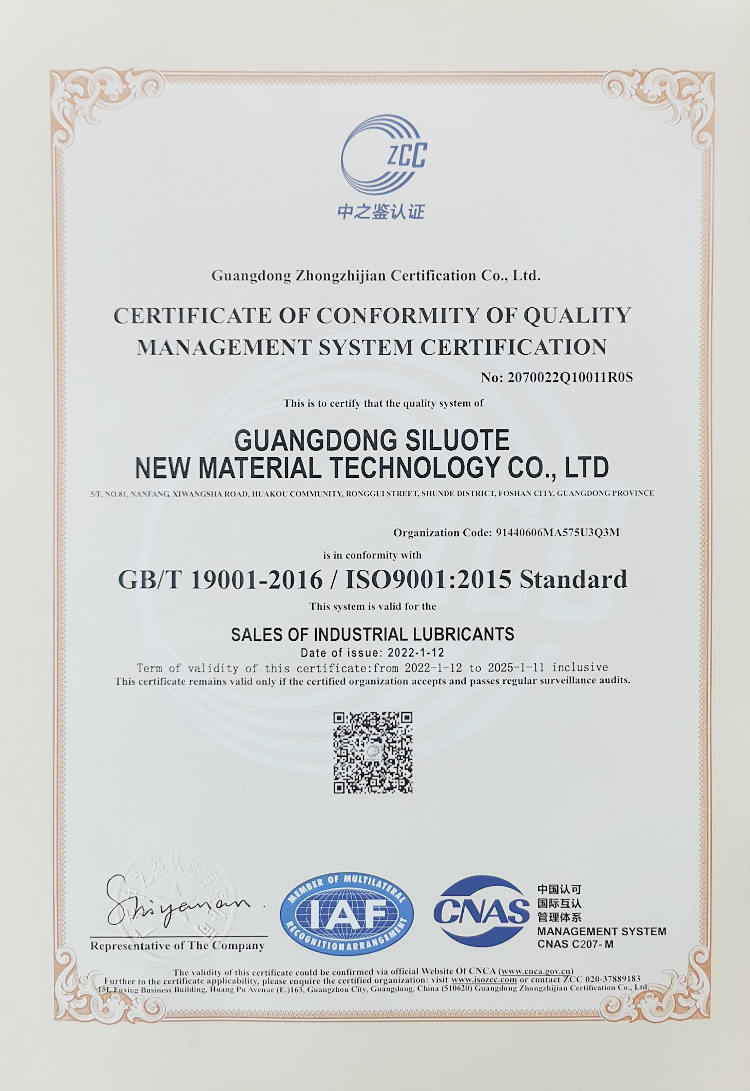 ZCC
中之鉴认证
Guangdong Zhongzhijian Certification Co., Ltd.
CERTIFICATE OF CONFORMITY OF QUALITY
MANAGEMENT SYSTEM CERTIFICATION
No: 2070022Q10011R0S
This is to certify that the quality system of
GUANGDONG SILUOTE
NEW MATERIAL TECHNOLOGY CO., LTD
5/F, NO.81, NANFANG, XIWANGSHA ROAD, HUAKOU COMMUNITY, RONGGUI STREET, SHUNDE DISTRICT, FOSHAN CITY, GUANGDONG PROVINCE
Organization Code: 91440606MA575U3Q3M
is in conformity with
GB/T 19001-2016 / ISO9001:2015 Standard
This system is valid for the
SALES OF INDUSTRIAL LUBRICANTS
Date of issue: 2022-1-12
Term of validity of this certificate:from 2022-1-12 to 2025-1-11 inclusive
This certificate remains valid only if the certified organization accepts and passes regular surveillance audits.
Shiyanan
Representative of The Company
MEMBER OF MULTILATERAL
IAF
RECOGNITION ARRANGEMENT
CNAS
中国认可
国际互认
管理体系
MANAGEMENT SYSTEM
CNAS C207- M
The validity of this certificate could be confirmed via official Website Of CNCA (www.cnca.gov.cn)
Further to the certificate applicability, please enquire the certified organization: visit www.isozcc.com or contact ZCC 020-37889183
Fuxing Business Building, Huang Pu Avenue (E.)163, Guangzhou City, Guangdong, China (510620) Guangdong Zhongzhijian Certification Co., Ltd.